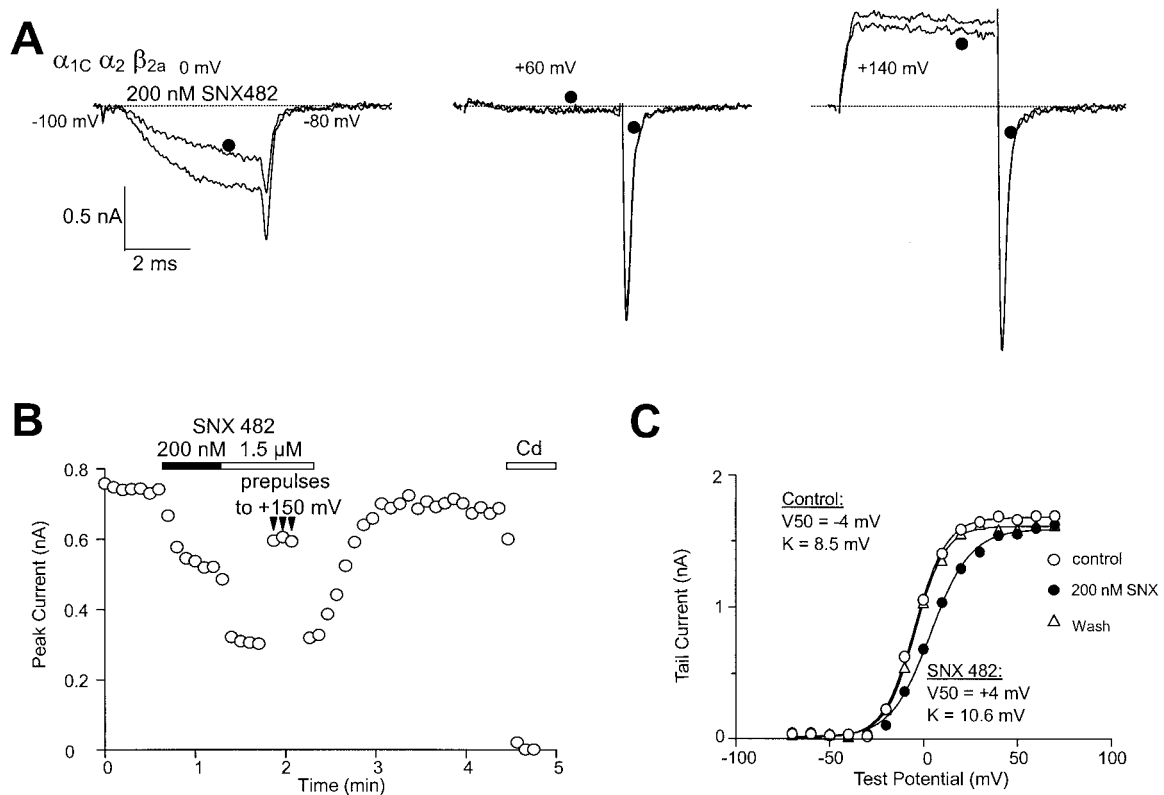 A
α1C α2 β2a 0 mV
200 nM SNX482
-100 mV
-80 mV
0.5 nA
2 ms
+60 mV
+140 mV
B
SNX 482
200 nM 1.5 µM
prepulses
to +150 mV
Cd
Peak Current (nA)
0.8
0.6
0.4
0.2
0
0 1 2 3 4 5
Time (min)
C
Tail Current (nA)
2
1
0
Control:
V50 = -4 mV
K = 8.5 mV
control
200 nM SNX
Wash
SNX 482:
V50 = +4 mV
K = 10.6 mV
-100 -50 0 50 100
Test Potential (mV)